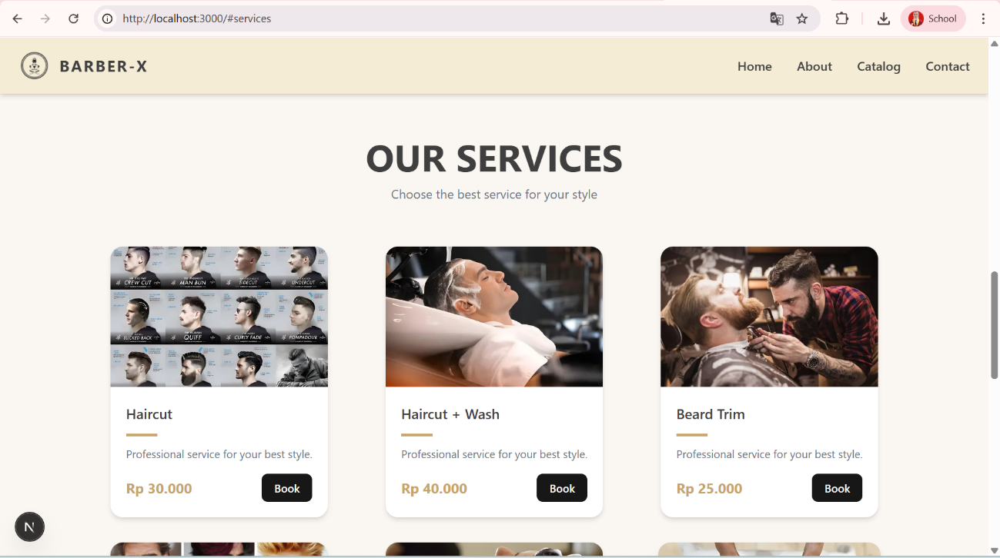 http://localhost:3000/#services
School
BARBER-X
Home About Catalog Contact
OUR SERVICES
Choose the best service for your style
CREW CUT MAN BUN SIDECUT UNDERCUT
SLICKED BACK QUIFF CURLY FADE POMPADOUR
Haircut Haircut + Wash Beard Trim
Professional service for your best style. Professional service for your best style. Professional service for your best style.
Rp 30.000 Book Rp 40.000 Book Rp 25.000 Book
N